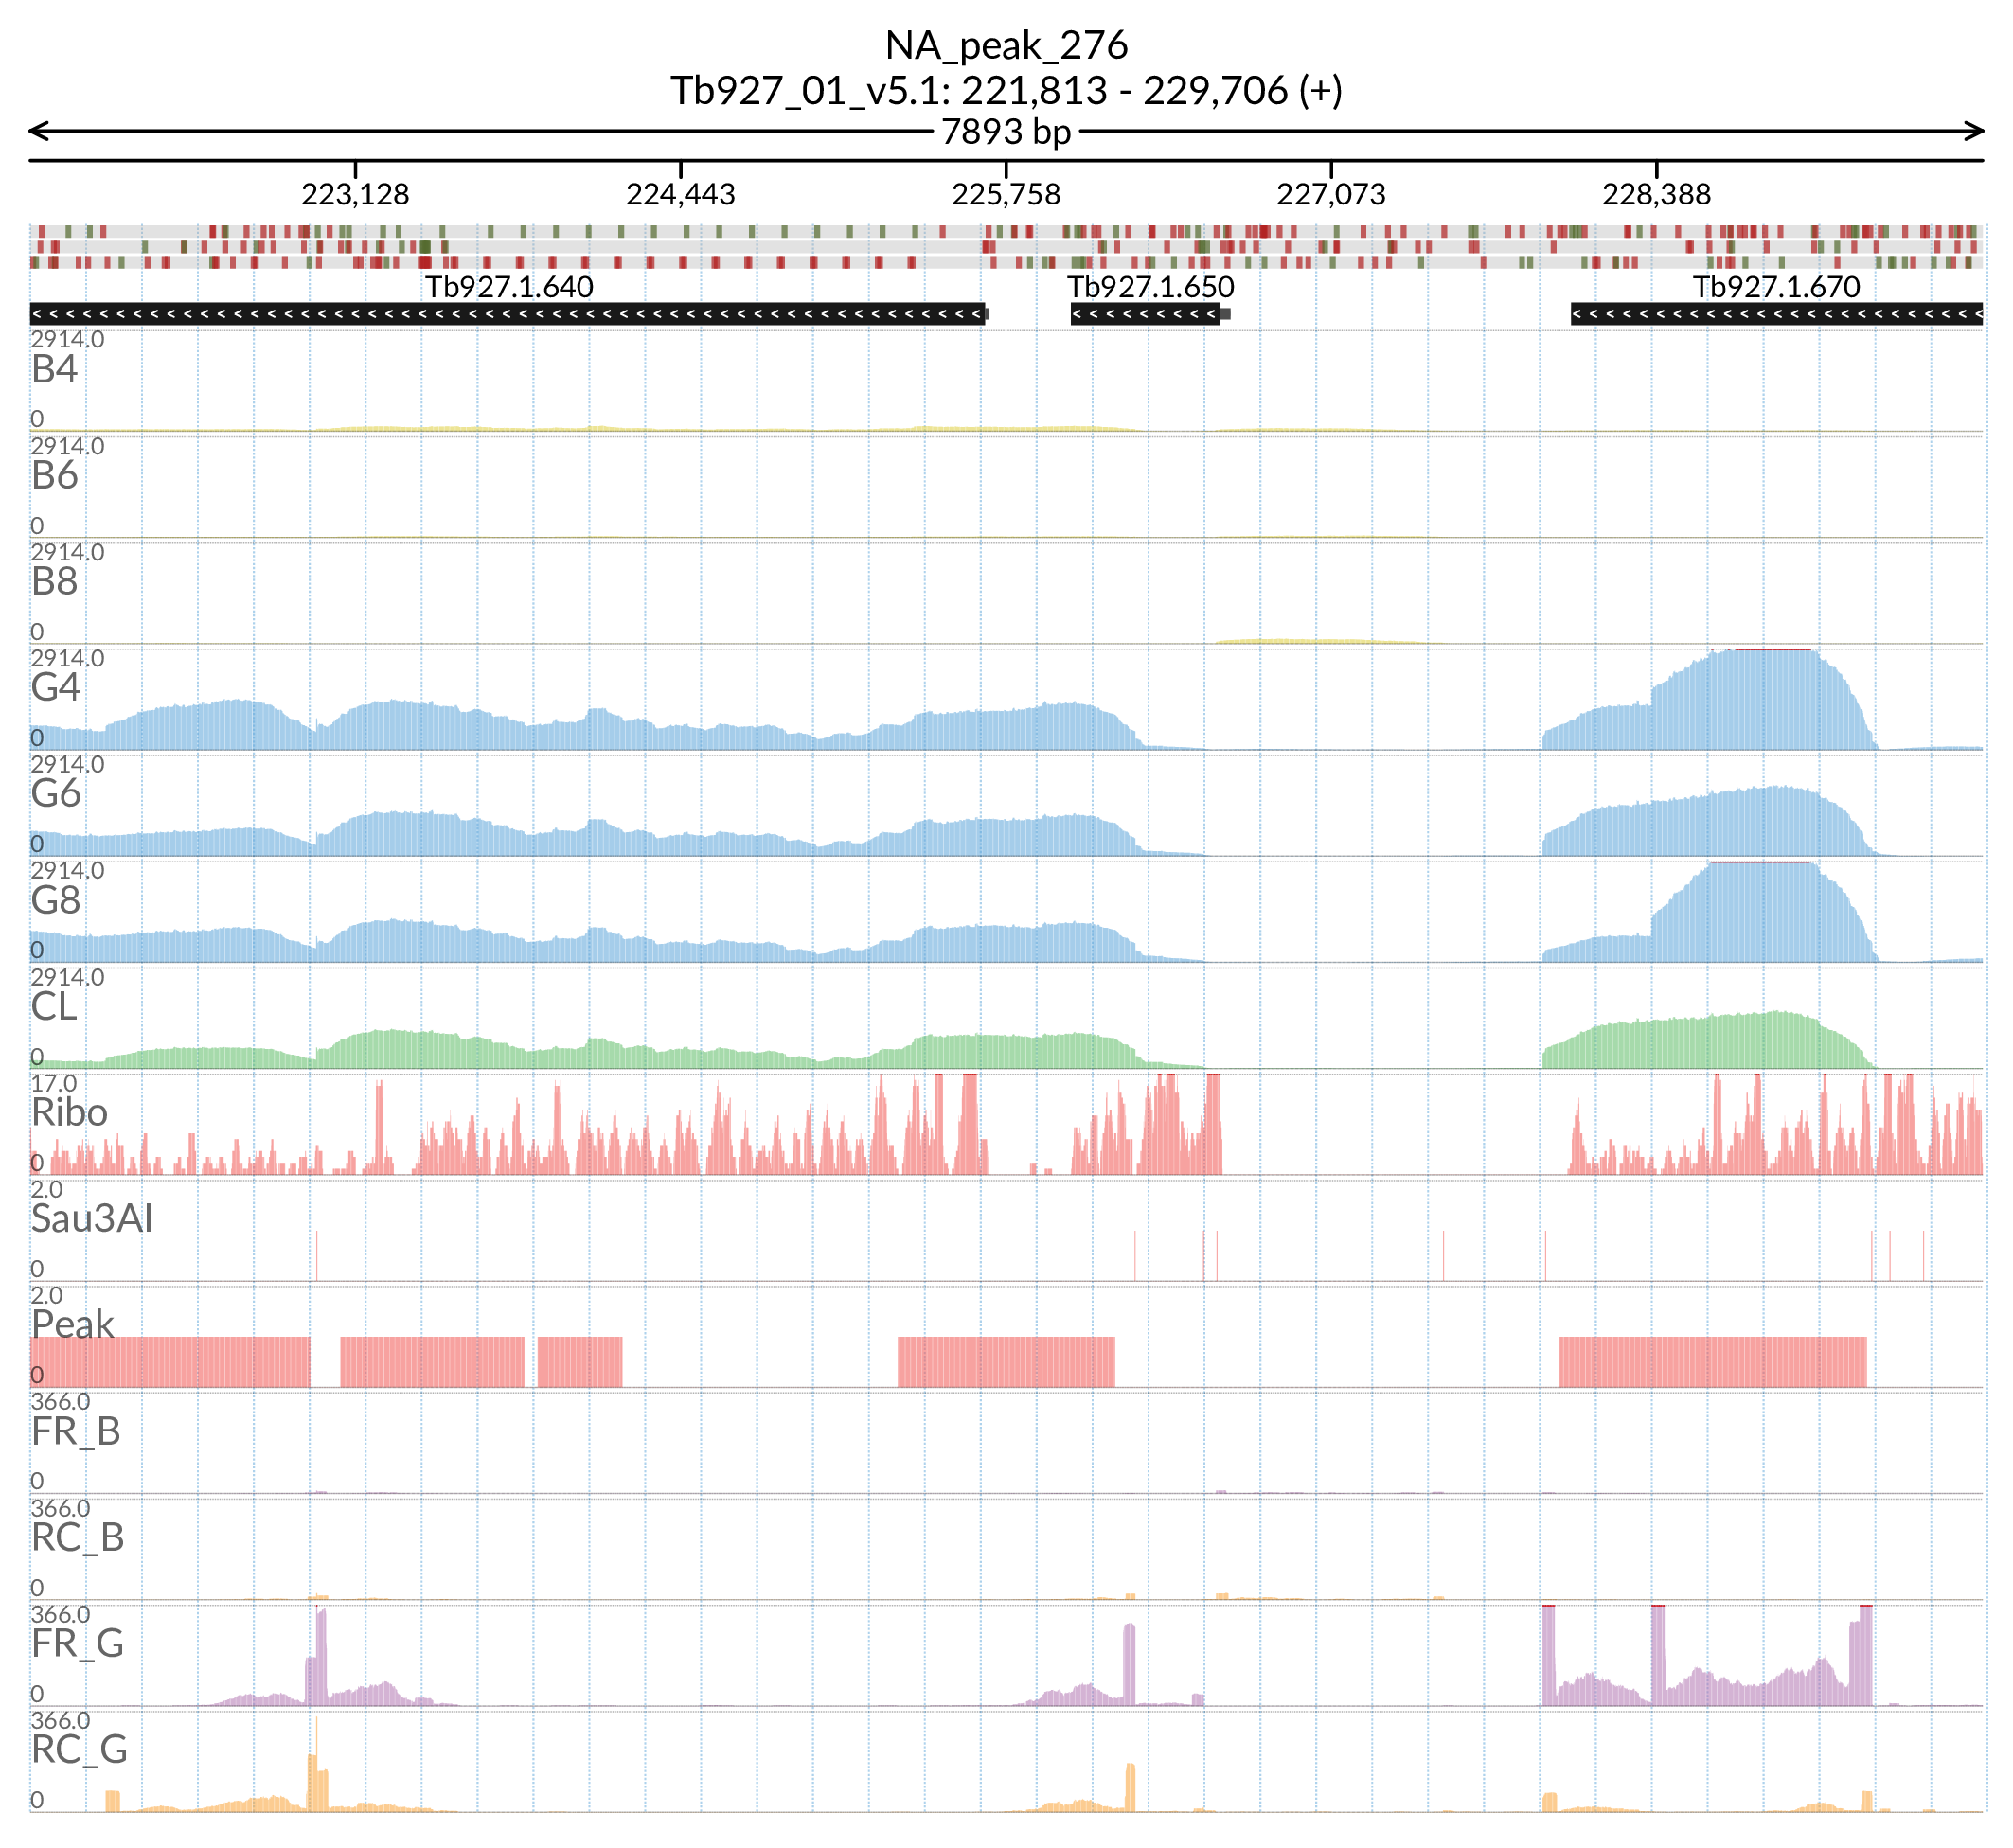 NA_peak_276
Tb927_01_v5.1: 221,813 - 229,706 (+)
7893 bp
223,128 224,443 225,758 227,073 228,388
Tb927.1.640 Tb927.1.650 Tb927.1.670
2914.0
B4
0
2914.0
B6
0
2914.0
B8
0
2914.0
G4
0
2914.0
G6
0
2914.0
G8
0
2914.0
CL
0
17.0
Ribo
0
2.0
Sau3AI
0
2.0
Peak
0
366.0
FR_B
0
366.0
RC_B
0
366.0
FR_G
0
366.0
RC_G
0